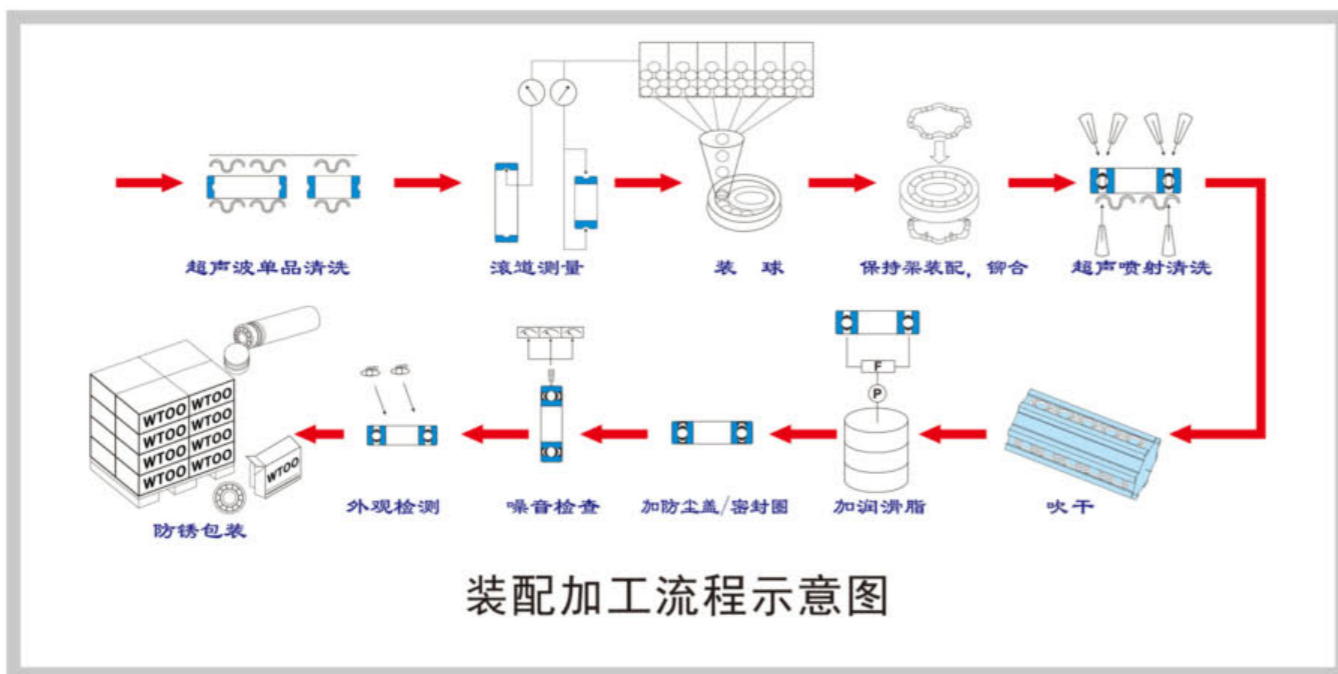 超声波单品清洗
滚道测量
装 球
保持架装配，铆合
超声喷射清洗
F
P
WTOO WTOO
WTOO WTOO
WTOO WTOO
WTOO WTOO
WTOO
防锈包装
外观检测
噪音检查
加防尘盖/密封圈
加润滑脂
吹干
装配加工流程示意图